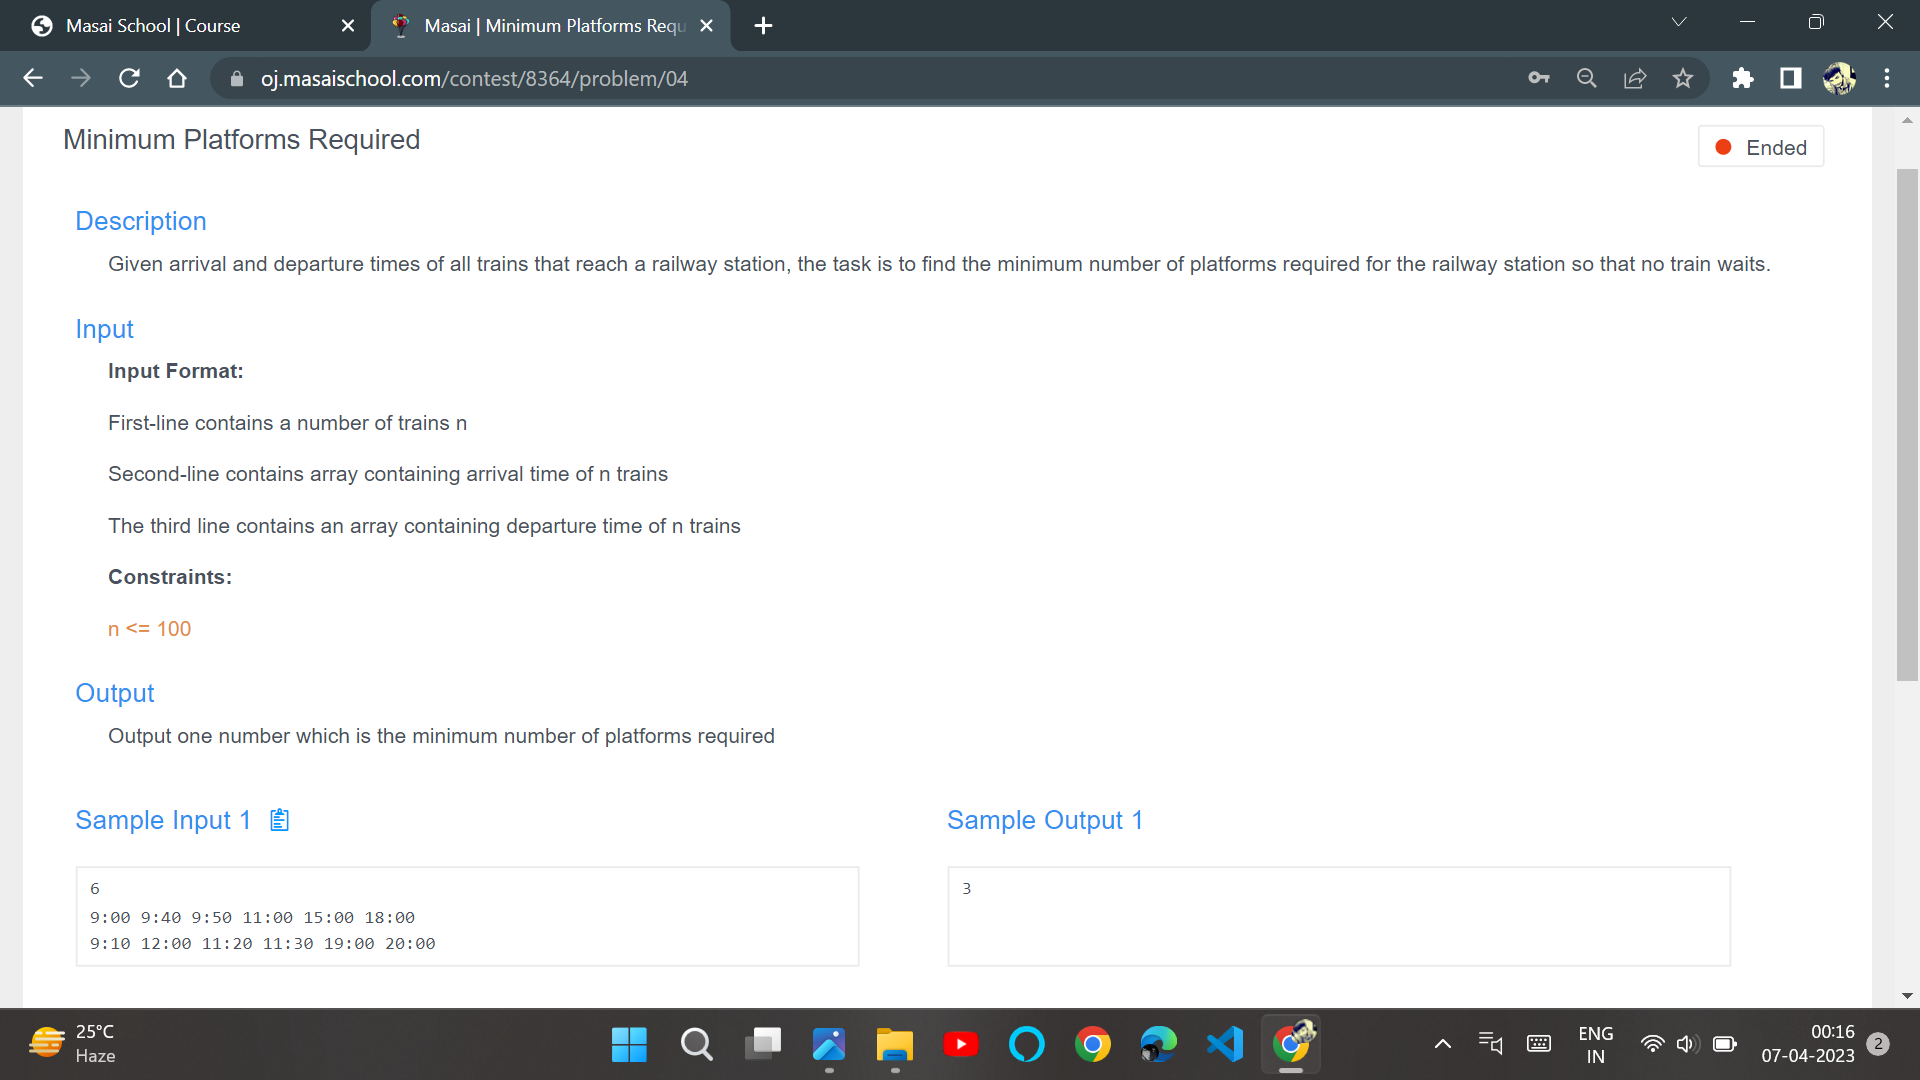 Masai School | Course
Masai | Minimum Platforms Requ
oj.masaischool.com/contest/8364/problem/04
Minimum Platforms Required
Ended
Description
Given arrival and departure times of all trains that reach a railway station, the task is to find the minimum number of platforms required for the railway station so that no train waits.
Input
Input Format:
First-line contains a number of trains n
Second-line contains array containing arrival time of n trains
The third line contains an array containing departure time of n trains
Constraints:
n <= 100
Output
Output one number which is the minimum number of platforms required
Sample Input 1
6
9:00 9:40 9:50 11:00 15:00 18:00
9:10 12:00 11:20 11:30 19:00 20:00
Sample Output 1
3
25°C
Haze
ENG
IN
00:16
07-04-2023
2